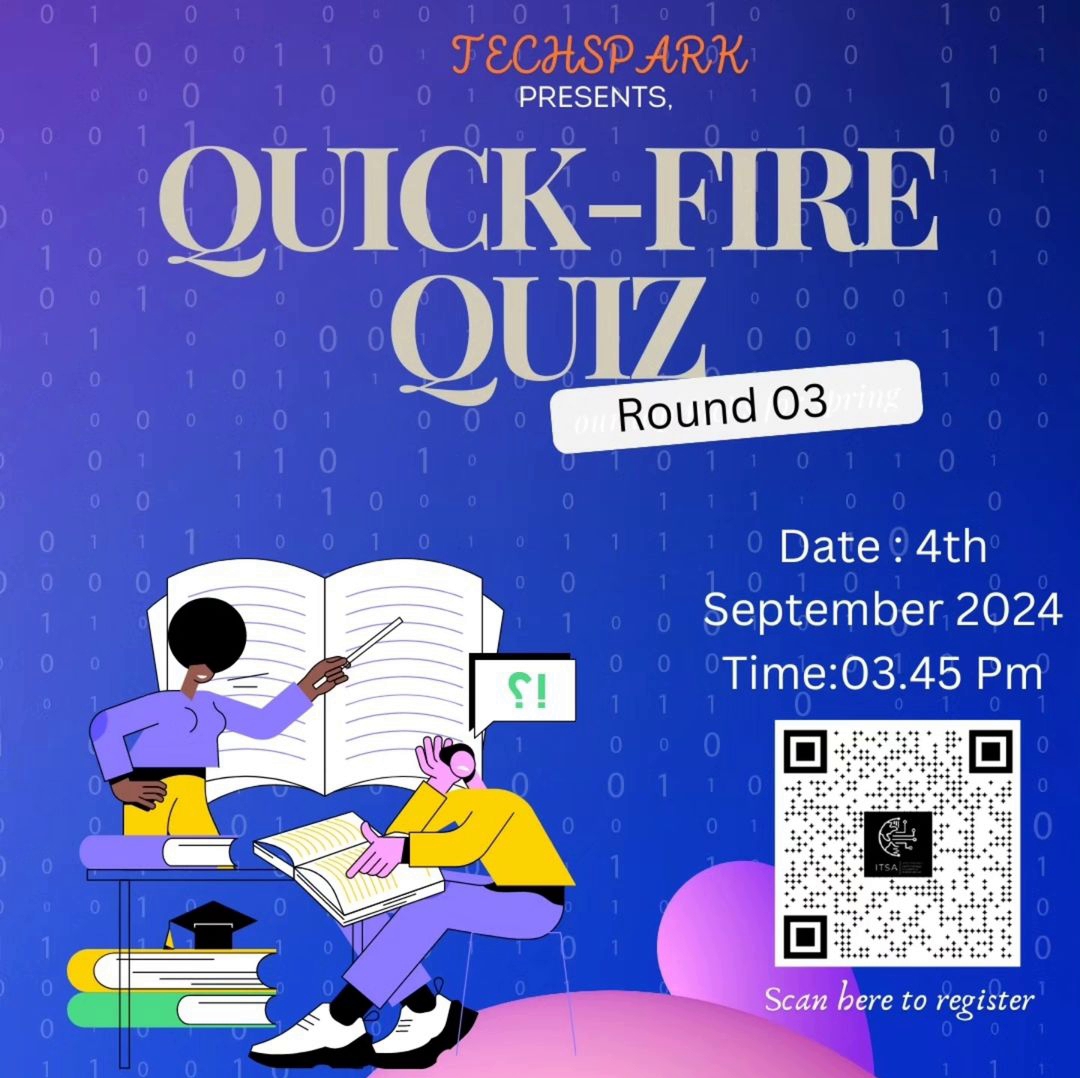 TECHSPARK
PRESENTS,
QUICK-FIRE
QUIZ
Round 03
Date : 4th
September 2024
Time:03.45 Pm
⸮!
ITSA
Scan here to register